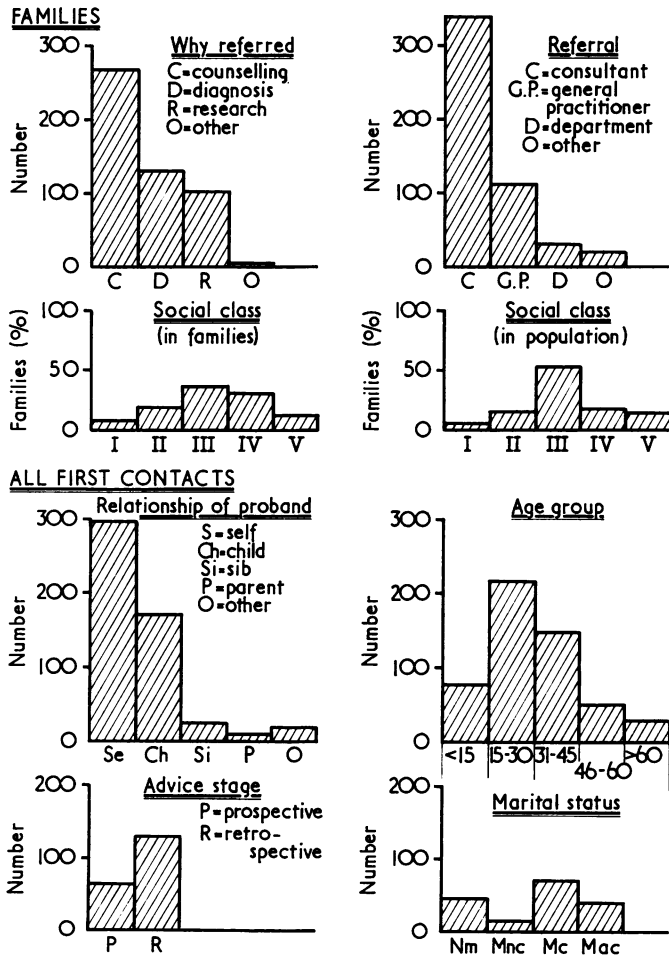 FAMILIES
Why referred
C=counselling
D=diagnosis
R=research
O=other
Number
300
200
100
0
C D R O
Referral
C=consultant
G.P.=general
practitioner
D=department
O=other
Number
300
200
100
0
C G.P. D O
Social class
(in families)
Families (%)
100
50
0
I II III IV V
Social class
(in population)
Families (%)
100
50
0
I II III IV V
ALL FIRST CONTACTS
Relationship of proband
S=self
Ch=child
Si=sib
P=parent
O=other
Number
300
200
100
0
Se Ch Si P O
Age group
Number
300
200
100
0
<15 15-30 31-45 46-60 >60
Advice stage
P=prospective
R=retro-
spective
Number
200
100
0
P R
Marital status
Number
200
100
0
Nm Mnc Mc Mac